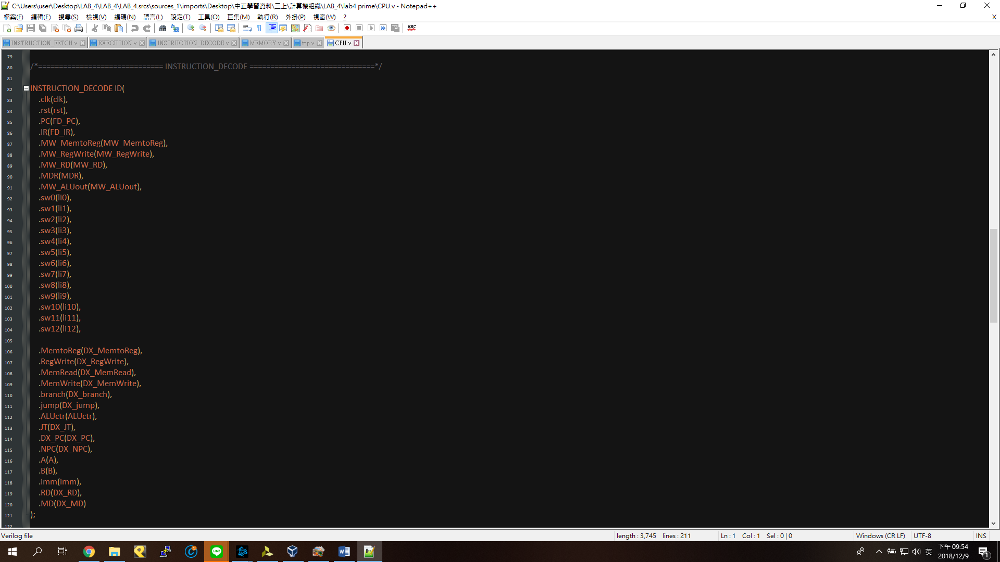 C:\Users\user\Desktop\LAB_4\LAB_4\LAB_4.srcs\sources_1\imports\Desktop\中正學習資料\三上\計算機組織\LAB_4\lab4 prime\CPU.v - Notepad++
檔案(F) 編輯(E) 搜尋(S) 檢視(V) 編碼(N) 語言(L) 設定(T) 工具(O) 巨集(M) 執行(R) 外掛(P) 視窗(W) ? X
ABC
INSTRUCTION_FETCH.v EXECUTION.v INSTRUCTION_DECODE.v MEMORY.v top.v CPU.v
79
80 /*============================== INSTRUCTION_DECODE ==============================*/
81
82 INSTRUCTION_DECODE ID(
83 .clk(clk),
84 .rst(rst),
85 .PC(FD_PC),
86 .IR(FD_IR),
87 .MW_MemtoReg(MW_MemtoReg),
88 .MW_RegWrite(MW_RegWrite),
89 .MW_RD(MW_RD),
90 .MDR(MDR),
91 .MW_ALUout(MW_ALUout),
92 .sw0(li0),
93 .sw1(li1),
94 .sw2(li2),
95 .sw3(li3),
96 .sw4(li4),
97 .sw5(li5),
98 .sw6(li6),
99 .sw7(li7),
100 .sw8(li8),
101 .sw9(li9),
102 .sw10(li10),
103 .sw11(li11),
104 .sw12(li12),
105
106 .MemtoReg(DX_MemtoReg),
107 .RegWrite(DX_RegWrite),
108 .MemRead(DX_MemRead),
109 .MemWrite(DX_MemWrite),
110 .branch(DX_branch),
111 .jump(DX_jump),
112 .ALUctr(ALUctr),
113 .JT(DX_JT),
114 .DX_PC(DX_PC),
115 .NPC(DX_NPC),
116 .A(A),
117 .B(B),
118 .imm(imm),
119 .RD(DX_RD),
120 .MD(DX_MD)
121 );
122
Verilog file length : 3,745 lines : 211 Ln : 1 Col : 1 Sel : 0 | 0 Windows (CR LF) UTF-8 INS
LINE 英 下午 09:54
2018/12/9 1